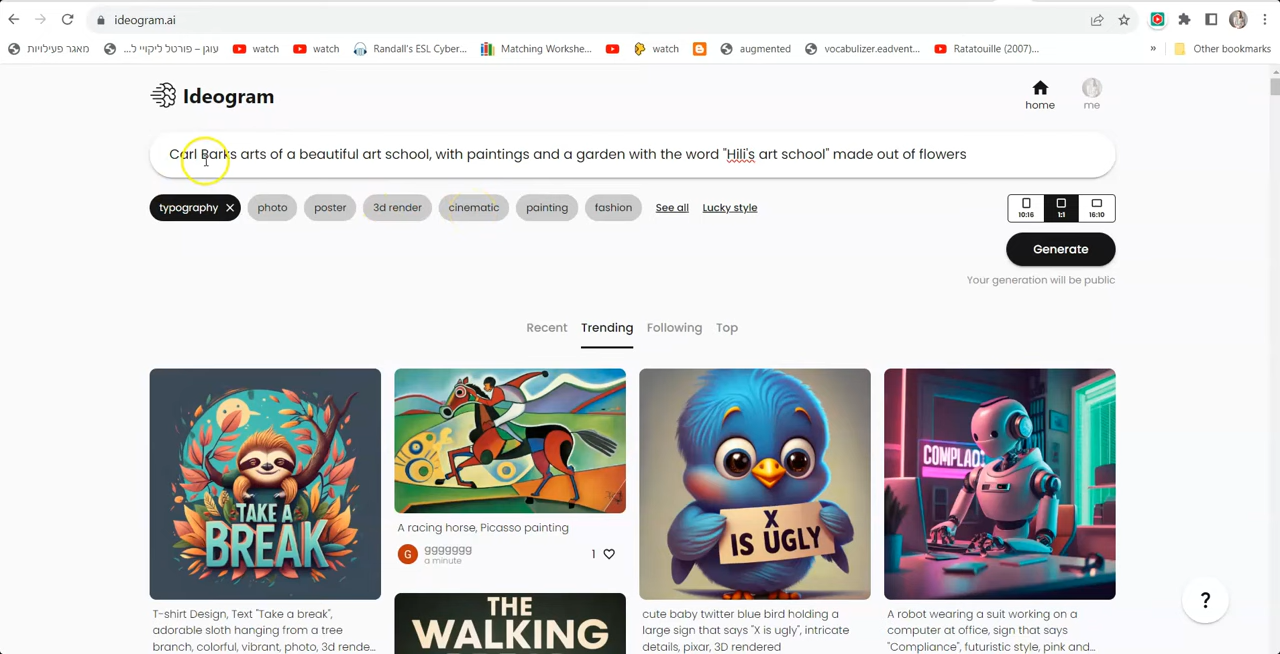 ideogram.ai
מאגר פעילויות
עוגן – פורטל ליקויי ל...
watch
watch
Randall's ESL Cyber...
Matching Workshe...
watch
augmented
vocabulizer.eadvent...
Ratatouille (2007)...
»
Other bookmarks
Ideogram
home
me
Carl Barks arts of a beautiful art school, with paintings and a garden with the word "Hili's art school" made out of flowers
typography
photo
poster
3d render
cinematic
painting
fashion
See all
Lucky style
10:16
1:1
16:10
Generate
Your generation will be public
Recent
Trending
Following
Top
TAKE A
BREAK
X
IS UGLY
COMPLAO
A racing horse, Picasso painting
G
ggggggg
a minute
1
THE
WALKING
T-shirt Design, Text "Take a break",
adorable sloth hanging from a tree
branch, colorful, vibrant, photo, 3d rende...
cute baby twitter blue bird holding a
large sign that says "X is ugly", intricate
details, pixar, 3D rendered
A robot wearing a suit working on a
computer at office, sign that says
"Compliance", futuristic style, pink and...
?